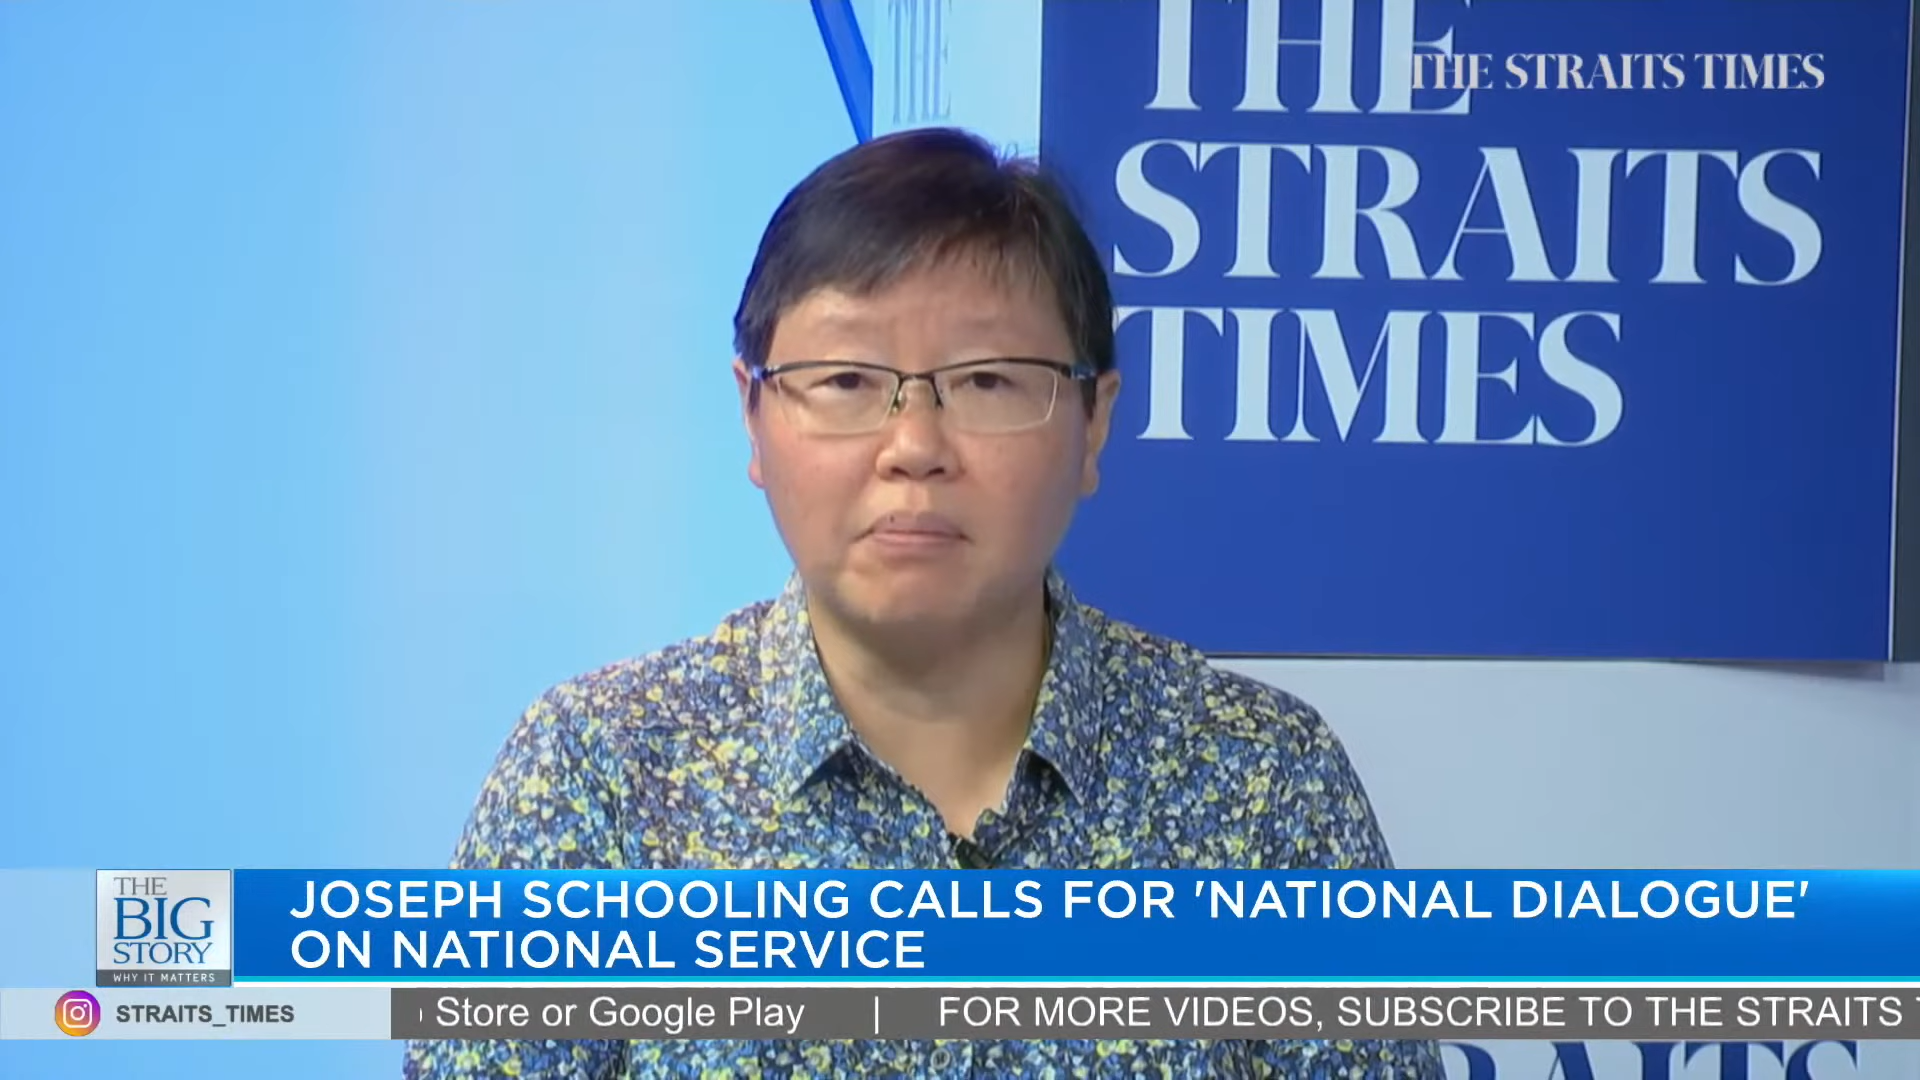 THE
THE
STRAITS
TIMES
THE STRAITS TIMES
THE
BIG
STORY
WHY IT MATTERS
JOSEPH SCHOOLING CALLS FOR 'NATIONAL DIALOGUE'
ON NATIONAL SERVICE
STRAITS_TIMES
Store or Google Play | FOR MORE VIDEOS, SUBSCRIBE TO THE STRAITS